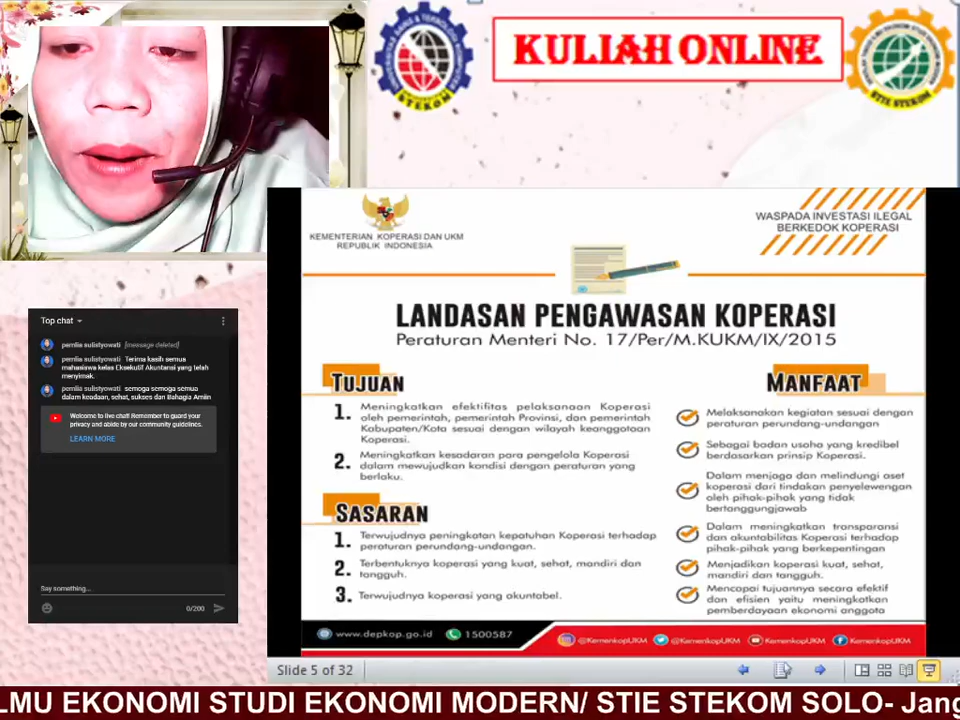 KULIAH ONLINE
STEKOM
STIE STEKOM
KEMENTERIAN KOPERASI DAN UKM
REPUBLIK INDONESIA
WASPADA INVESTASI ILEGAL
BERKEDOK KOPERASI
LANDASAN PENGAWASAN KOPERASI
Peraturan Menteri No. 17/Per/M.KUKM/IX/2015
TUJUAN
1. Meningkatkan efektifitas pelaksanaan Koperasi
oleh pemerintah, pemerintah Provinsi, dan pemerintah
Kabupaten/Kota sesuai dengan wilayah keanggotaan
Koperasi.
2. Meningkatkan kesadaran para pengelola Koperasi
dalam mewujudkan kondisi dengan peraturan yang
berlaku.
SASARAN
1. Terwujudnya peningkatan kepatuhan Koperasi terhadap
peraturan perundang-undangan.
2. Terbentuknya koperasi yang kuat, sehat, mandiri dan
tangguh.
3. Terwujudnya koperasi yang akuntabel.
MANFAAT
Melaksanakan kegiatan sesuai dengan
peraturan perundang-undangan
Sebagai badan usaha yang kredibel
berdasarkan prinsip Koperasi.
Dalam menjaga dan melindungi aset
koperasi dari tindakan penyelewengan
oleh pihak-pihak yang tidak
bertanggungjawab
Dalam meningkatkan transparansi
dan akuntabilitas Koperasi terhadap
pihak-pihak yang berkepentingan
Menjadikan koperasi kuat, sehat,
mandiri dan tangguh.
Mencapai tujuannya secara efektif
dan efisien yaitu meningkatkan
pemberdayaan ekonomi anggota
www.depkop.go.id 1500587
@KemenkopUKM @KemenkopUKM KemenkopUKM KemenkopUKM
Slide 5 of 32
Top chat
pemlia sulistyowati [message deleted]
pemlia sulistyowati Terima kasih semua
mahasiswa kelas Eksekutif Akuntansi yang telah
menyimak.
pemlia sulistyowati semoga semoga semua
dalam keadaan, sehat, sukses dan Bahagia Amiin
Welcome to live chat! Remember to guard your
privacy and abide by our community guidelines.
LEARN MORE
Say something...
0/200
LMU EKONOMI STUDI EKONOMI MODERN/ STIE STEKOM SOLO- Jang